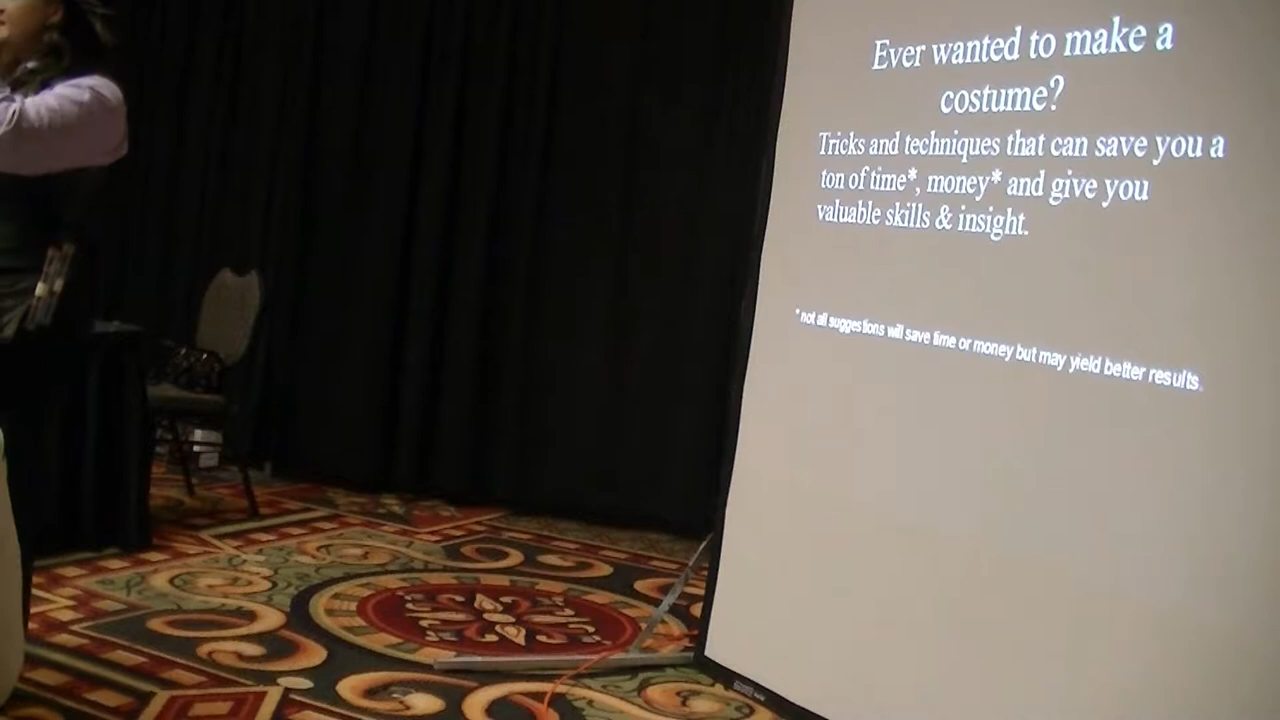 Ever wanted to make a
costume?
Tricks and techniques that can save you a
ton of time*, money* and give you
valuable skills & insight.
* not all suggestions will save time or money but may yield better results.